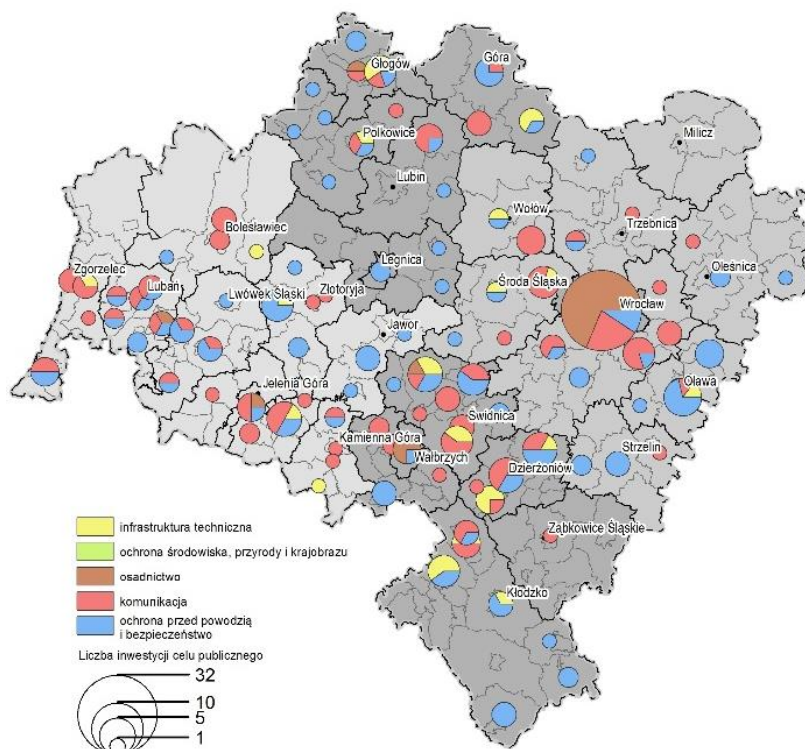 Głogów
Góra
Polkowice
Milicz
Lubin
Wołów
Trzebnica
Bolesławiec
Legnica
Oleśnica
Zgorzelec
Lubań
Środa Śląska
Lwówek Śląski
Złotoryja
Wrocław
Jawor
Oława
Jelenia Góra
Świdnica
Kamienna Góra
Strzelin
Wałbrzych
Dzierżoniów
Ząbkowice Śląskie
Kłodzko
infrastruktura techniczna
ochrona środowiska, przyrody i krajobrazu
osadnictwo
komunikacja
ochrona przed powodzią
i bezpieczeństwo
Liczba inwestycji celu publicznego
32
10
5
1